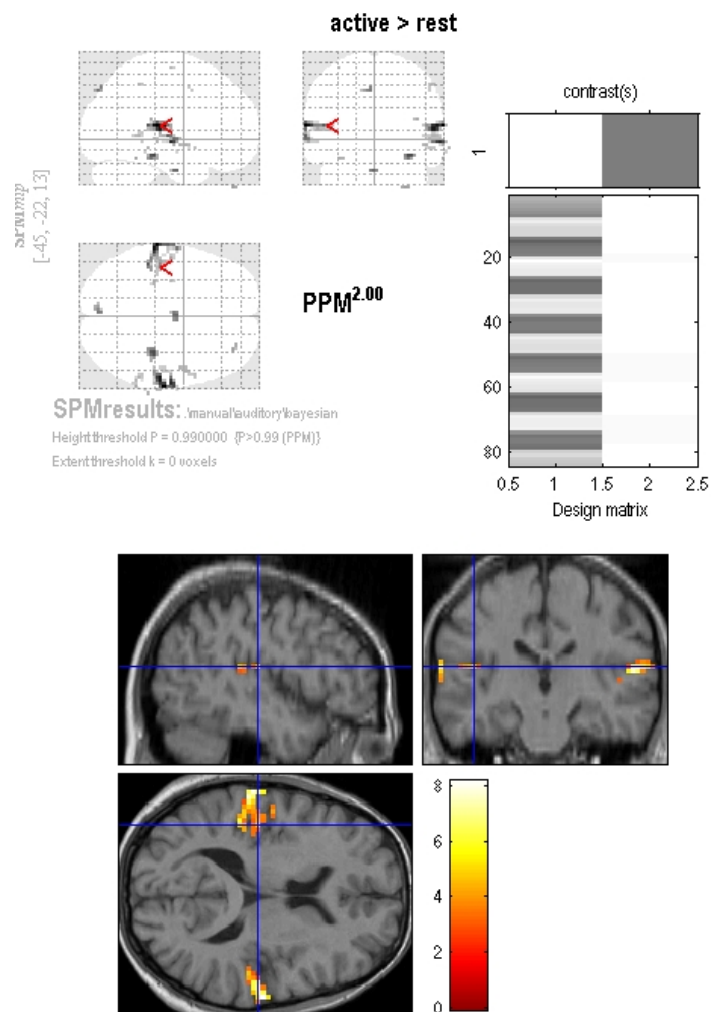 active > rest
contrast(s)
1
SPMmip
[-45, -22, 13]
PPM2.00
20
40
60
80
0.5 1 1.5 2 2.5
Design matrix
SPMresults: .\manual\auditory\bayesian
Height threshold P = 0.990000 {P>0.99 (PPM)}
Extent threshold k = 0 voxels
<
<
<
8
6
4
2
0